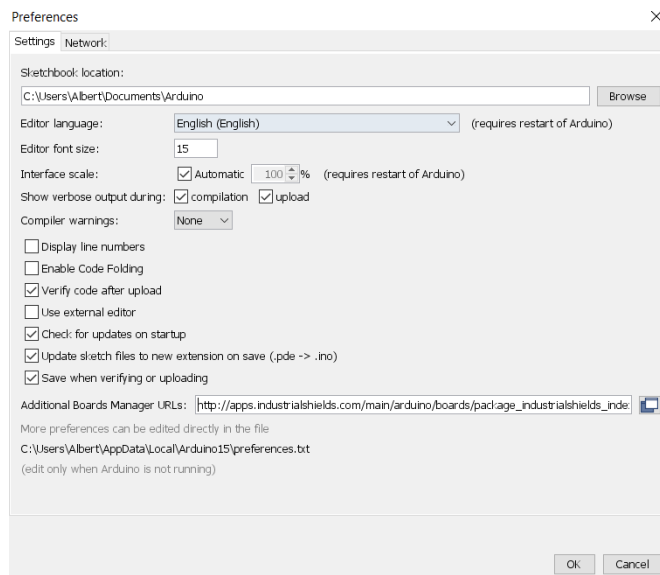 Preferences
Settings Network
Sketchbook location:
C:\Users\Albert\Documents\Arduino Browse
Editor language: English (English) (requires restart of Arduino)
Editor font size: 15
Interface scale: Automatic 100 % (requires restart of Arduino)
Show verbose output during: compilation upload
Compiler warnings: None
Display line numbers
Enable Code Folding
Verify code after upload
Use external editor
Check for updates on startup
Update sketch files to new extension on save (.pde -> .ino)
Save when verifying or uploading
Additional Boards Manager URLs: http://apps.industrialshields.com/main/arduino/boards/package_industrialshields_inde
More preferences can be edited directly in the file
C:\Users\Albert\AppData\Local\Arduino15\preferences.txt
(edit only when Arduino is not running)
OK Cancel